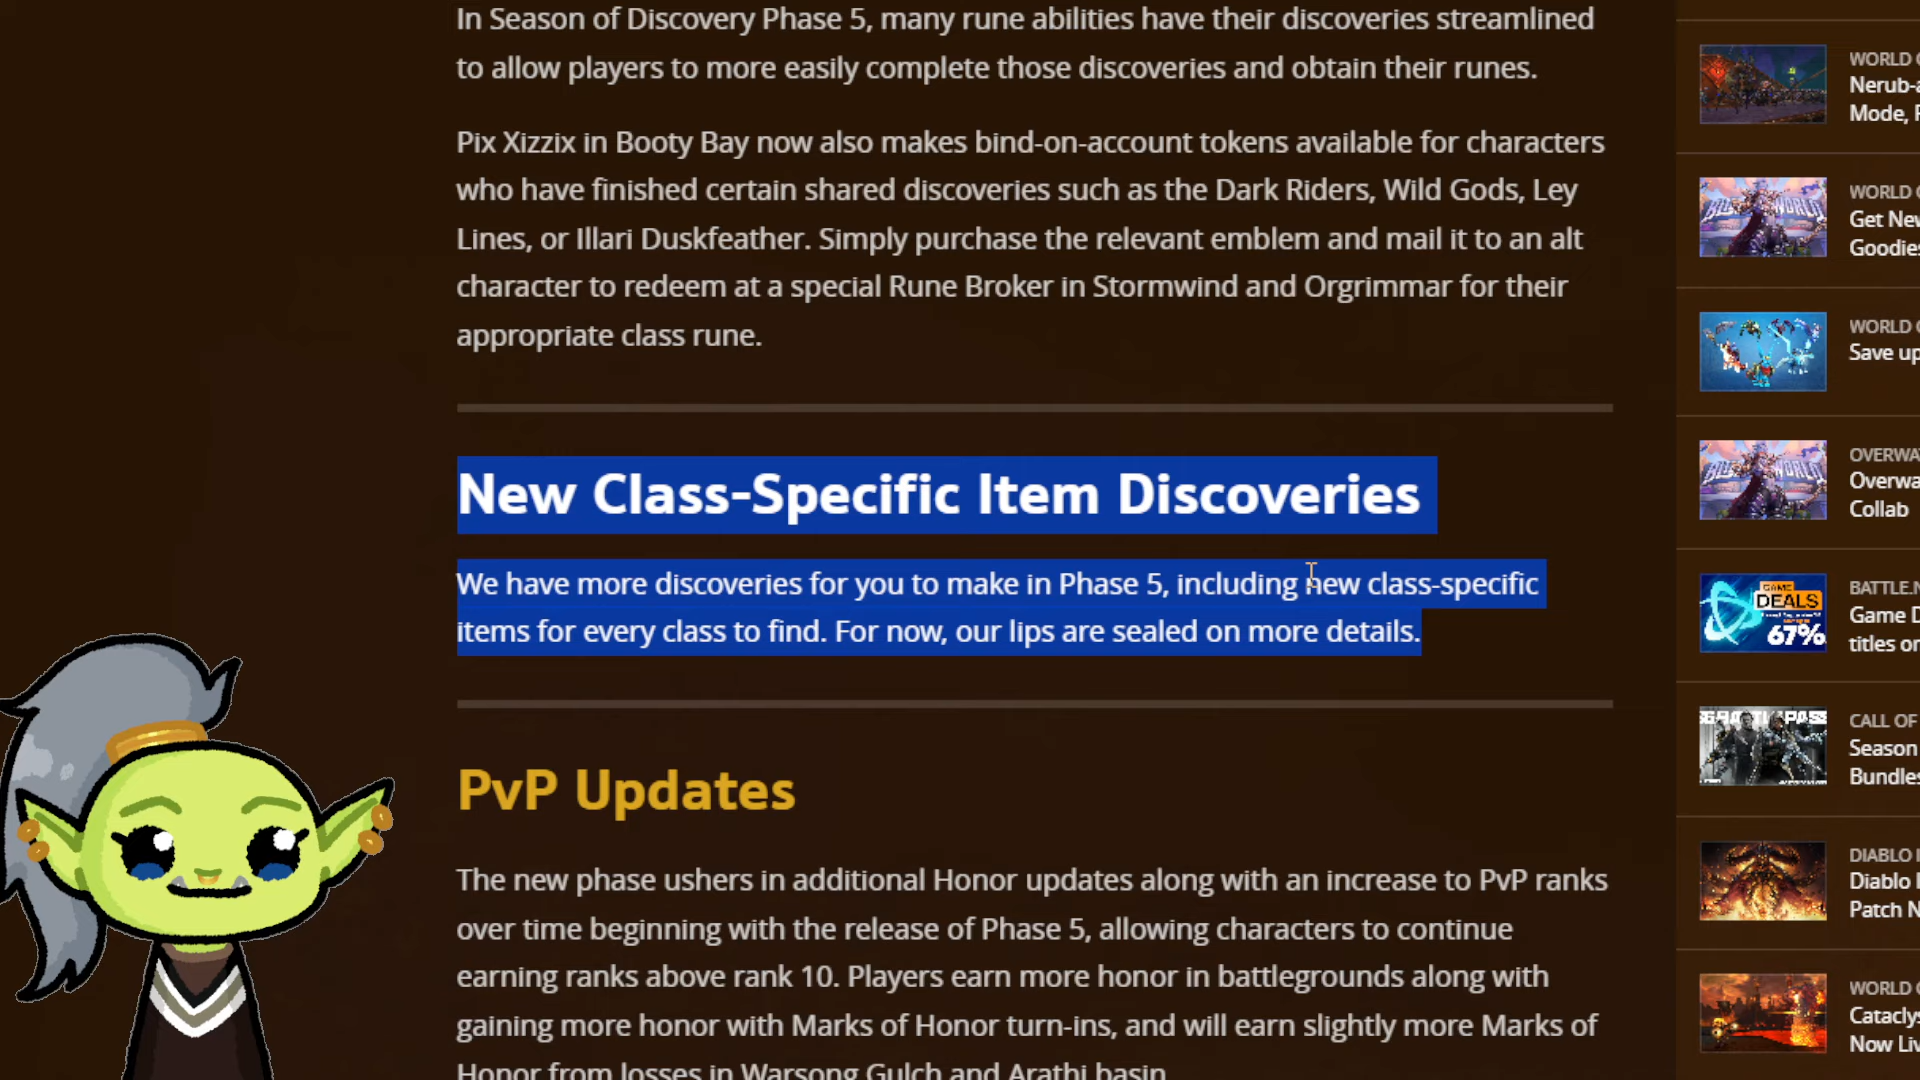 In Season of Discovery Phase 5, many rune abilities have their discoveries streamlined
to allow players to more easily complete those discoveries and obtain their runes.
Pix Xizzix in Booty Bay now also makes bind-on-account tokens available for characters
who have finished certain shared discoveries such as the Dark Riders, Wild Gods, Ley
Lines, or Illari Duskfeather. Simply purchase the relevant emblem and mail it to an alt
character to redeem at a special Rune Broker in Stormwind and Orgrimmar for their
appropriate class rune.
New Class-Specific Item Discoveries
We have more discoveries for you to make in Phase 5, including new class-specific
items for every class to find. For now, our lips are sealed on more details.
PvP Updates
The new phase ushers in additional Honor updates along with an increase to PvP ranks
over time beginning with the release of Phase 5, allowing characters to continue
earning ranks above rank 10. Players earn more honor in battlegrounds along with
gaining more honor with Marks of Honor turn-ins, and will earn slightly more Marks of
Honor from losses in Warsong Gulch and Arathi basin.
WORLD
Nerub-a
Mode,
WORLD
Get New
Goodies
WORLD
Save up
OVERWA
Overwa
Collab
BATTLE.N
Game D
titles on
GAME
DEALS
67%
CALL OF
Season
Bundles
DIABLO
Diablo
Patch N
WORLD
Cataclys
Now Liv